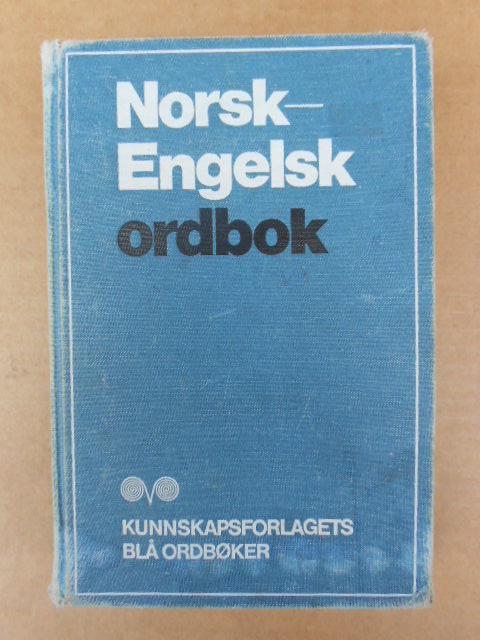 Norsk–
Engelsk
ordbok
KUNNSKAPSFORLAGETS
BLÅ ORDBØKER